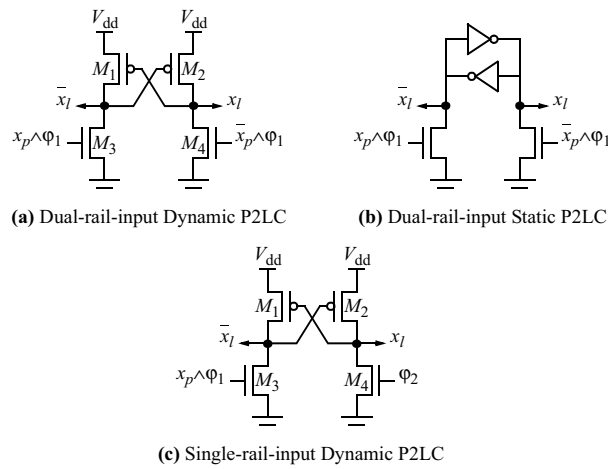 V_dd V_dd
M_1 M_2
x̅_l x_l
x_p∧φ_1 M_3 M_4 x̅_p∧φ_1
(a) Dual-rail-input Dynamic P2LC
x̅_l x_l
x_p∧φ_1 x̅_p∧φ_1
(b) Dual-rail-input Static P2LC
V_dd V_dd
M_1 M_2
x̅_l x_l
x_p∧φ_1 M_3 M_4 φ_2
(c) Single-rail-input Dynamic P2LC